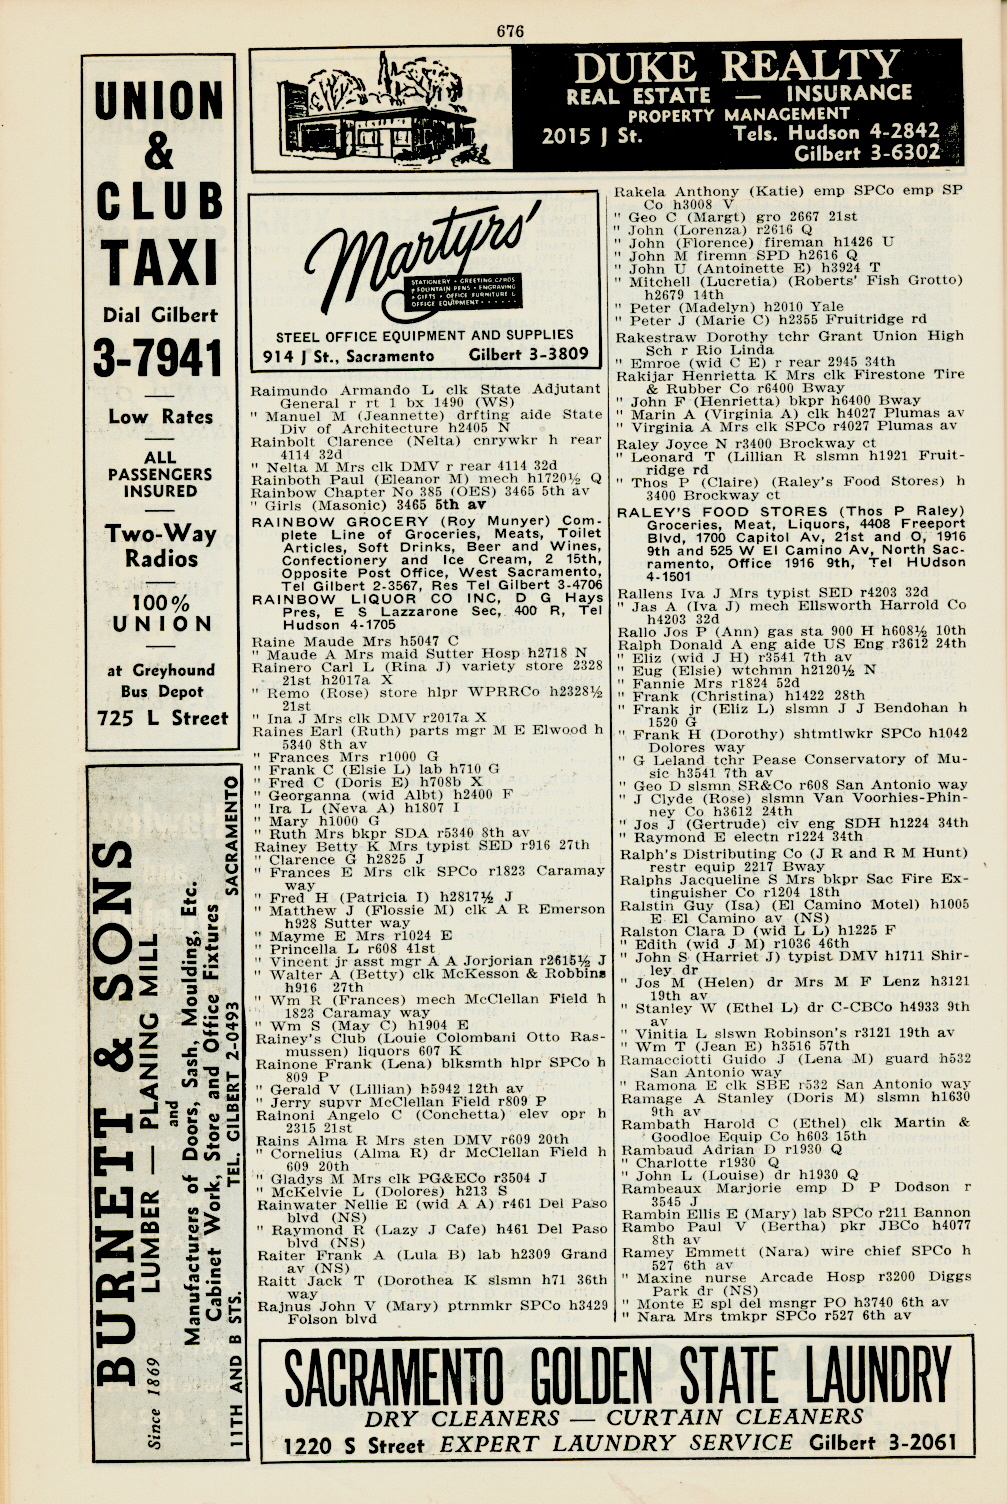 676
UNION
&
CLUB
TAXI
Dial Gilbert
3-7941
Low Rates
ALL
PASSENGERS
INSURED
Two-Way
Radios
100%
UNION
at Greyhound
Bus Depot
725 L Street
BURNETT & SONS
Since 1869
LUMBER — PLANING MILL
and
Manufacturers of Doors, Sash, Moulding, Etc.
Cabinet Work, Store and Office Fixtures
11TH AND B STS. TEL. GILBERT 2-0493 SACRAMENTO
DUKE REALTY
REAL ESTATE — INSURANCE
PROPERTY MANAGEMENT
2015 J St. Tels. Hudson 4-2842
Gilbert 3-6302
Martyrs'
STATIONERY • GREETING CARDS
• FOUNTAIN PENS • ENGRAVING
• GIFTS • OFFICE FURNITURE &
OFFICE EQUIPMENT • • • • • •
STEEL OFFICE EQUIPMENT AND SUPPLIES
914 J St., Sacramento Gilbert 3-3809
Raimundo Armando L clk State Adjutant
General r rt 1 bx 1490 (WS)
" Manuel M (Jeannette) drfting aide State
Div of Architecture h2405 N
Rainbolt Clarence (Nelta) cnrywkr h rear
4114 32d
" Nelta M Mrs clk DMV r rear 4114 32d
Rainboth Paul (Eleanor M) mech h1720½ Q
Rainbow Chapter No 385 (OES) 3465 5th av
" Girls (Masonic) 3465 5th av
RAINBOW GROCERY (Roy Munyer) Com-
plete Line of Groceries, Meats, Toilet
Articles, Soft Drinks, Beer and Wines,
Confectionery and Ice Cream, 2 15th,
Opposite Post Office, West Sacramento,
Tel Gilbert 2-3567, Res Tel Gilbert 3-4706
RAINBOW LIQUOR CO INC, D G Hays
Pres, E S Lazzarone Sec, 400 R, Tel
Hudson 4-1705
Raine Maude Mrs h5047 C
" Maude A Mrs maid Sutter Hosp h2718 N
Rainero Carl L (Rina J) variety store 2328
21st h2017a X
" Remo (Rose) store hlpr WPRRCo h2328½
21st
" Ina J Mrs clk DMV r2017a X
Raines Earl (Ruth) parts mgr M E Elwood h
5340 8th av
" Frances Mrs r1000 G
" Frank C (Elsie L) lab h710 G
" Fred C (Doris E) h708b X
" Georganna (wid Albt) h2400 F
" Ira L (Neva A) h1807 I
" Mary h1000 G
" Ruth Mrs bkpr SDA r5340 8th av
Rainey Betty K Mrs typist SED r916 27th
" Clarence G h2825 J
" Frances E Mrs clk SPCo r1823 Caramay
way
" Fred H (Patricia I) h2817½ J
" Matthew J (Flossie M) clk A R Emerson
h928 Sutter way
" Mayme E Mrs r1024 E
" Princella L r608 41st
" Vincent jr asst mgr A A Jorjorian r2615½ J
" Walter A (Betty) clk McKesson & Robbins
h916 27th
" Wm R (Frances) mech McClellan Field h
1823 Caramay way
" Wm S (May C) h1904 E
Rainey's Club (Louie Colombani Otto Ras-
mussen) liquors 607 K
Rainone Frank (Lena) blksmth hlpr SPCo h
809 P
" Gerald V (Lillian) h5942 12th av
" Jerry supvr McClellan Field r809 P
Rainoni Angelo C (Conchetta) elev opr h
2315 21st
Rains Alma R Mrs sten DMV r609 20th
" Cornelius (Alma R) dr McClellan Field h
609 20th
" Gladys M Mrs clk PG&ECo r3504 J
" McKelvie L (Dolores) h213 S
Rainwater Nellie E (wid A A) r461 Del Paso
blvd (NS)
" Raymond R (Lazy J Cafe) h461 Del Paso
blvd (NS)
Raiter Frank A (Lula B) lab h2309 Grand
av (NS)
Raitt Jack T (Dorothea K slsmn h71 36th
way
Rajnus John V (Mary) ptrnmkr SPCo h3429
Folson blvd
Rakela Anthony (Katie) emp SPCo emp SP
Co h3008 V
" Geo C (Margt) gro 2667 21st
" John (Lorenza) r2616 Q
" John (Florence) fireman h1426 U
" John M firemn SPD h2616 Q
" John U (Antoinette E) h3924 T
" Mitchell (Lucretia) (Roberts' Fish Grotto)
h2679 14th
" Peter (Madelyn) h2010 Yale
" Peter J (Marie C) h2355 Fruitridge rd
Rakestraw Dorothy tchr Grant Union High
Sch r Rio Linda
" Emroe (wid C E) r rear 2945 34th
Rakijar Henrietta K Mrs clk Firestone Tire
& Rubber Co r6400 Bway
" John F (Henrietta) bkpr h6400 Bway
" Marin A (Virginia A) clk h4027 Plumas av
" Virginia A Mrs clk SPCo r4027 Plumas av
Raley Joyce N r3400 Brockway ct
" Leonard T (Lillian R slsmn h1921 Fruit-
ridge rd
" Thos P (Claire) (Raley's Food Stores) h
3400 Brockway ct
RALEY'S FOOD STORES (Thos P Raley)
Groceries, Meat, Liquors, 4408 Freeport
Blvd, 1700 Capitol Av, 21st and O, 1916
9th and 525 W El Camino Av, North Sac-
ramento, Office 1916 9th, Tel HUdson
4-1501
Rallens Iva J Mrs typist SED r4203 32d
" Jas A (Iva J) mech Ellsworth Harrold Co
h4203 32d
Rallo Jos P (Ann) gas sta 900 H h608½ 10th
Ralph Donald A eng aide US Eng r3612 24th
" Eliz (wid J H) r3541 7th av
" Eug (Elsie) wtchmn h2120½ N
" Fannie Mrs r1824 52d
" Frank (Christina) h1422 28th
" Frank jr (Eliz L) slsmn J J Bendohan h
1520 G
" Frank H (Dorothy) shtmtlwkr SPCo h1042
Dolores way
" G Leland tchr Pease Conservatory of Mu-
sic h3541 7th av
" Geo D slsmn SR&Co r608 San Antonio way
" J Clyde (Rose) slsmn Van Voorhies-Phin-
ney Co h3612 24th
" Jos J (Gertrude) civ eng SDH h1224 34th
" Raymond E electn r1224 34th
Ralph's Distributing Co (J R and R M Hunt)
restr equip 2217 Bway
Ralphs Jacqueline S Mrs bkpr Sac Fire Ex-
tinguisher Co r1204 18th
Ralstin Guy (Isa) (El Camino Motel) h1005
E El Camino av (NS)
Ralston Clara D (wid L L) h1225 F
" Edith (wid J M) r1036 46th
" John S (Harriet J) typist DMV h1711 Shir-
ley dr
" Jos M (Helen) dr Mrs M F Lenz h3121
19th av
" Stanley W (Ethel L) dr C-CBCo h4933 9th
av
" Vinitia L slswn Robinson's r3121 19th av
" Wm T (Jean E) h3516 57th
Ramacciotti Guido J (Lena M) guard h532
San Antonio way
" Ramona E clk SBE r532 San Antonio way
Ramage A Stanley (Doris M) slsmn h1630
9th av
Rambath Harold C (Ethel) clk Martin &
Goodloe Equip Co h603 15th
Rambaud Adrian D r1930 Q
" Charlotte r1930 Q
" John L (Louise) dr h1930 Q
Rambeaux Marjorie emp D P Dodson r
3545 J
Rambin Ellis E (Mary) lab SPCo r211 Bannon
Rambo Paul V (Bertha) pkr JBCo h4077
8th av
Ramey Emmett (Nara) wire chief SPCo h
527 6th av
" Maxine nurse Arcade Hosp r3200 Diggs
Park dr (NS)
" Monte E spl del msngr PO h3740 6th av
" Nara Mrs tmkpr SPCo r527 6th av
SACRAMENTO GOLDEN STATE LAUNDRY
DRY CLEANERS — CURTAIN CLEANERS
1220 S Street EXPERT LAUNDRY SERVICE Gilbert 3-2061